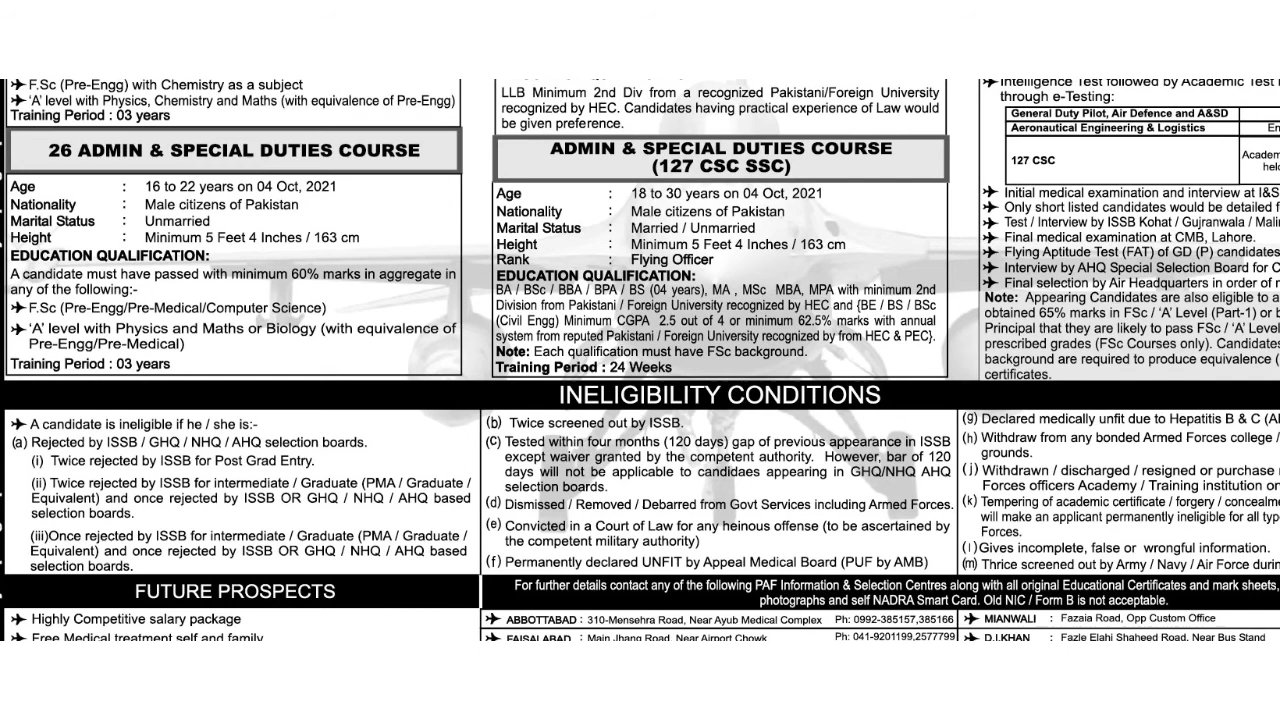 F.Sc (Pre-Engg) with Chemistry as a subject
'A' level with Physics, Chemistry and Maths (with equivalence of Pre-Engg)
Training Period : 03 years
26 ADMIN & SPECIAL DUTIES COURSE
Age : 16 to 22 years on 04 Oct, 2021
Nationality : Male citizens of Pakistan
Marital Status : Unmarried
Height : Minimum 5 Feet 4 Inches / 163 cm
EDUCATION QUALIFICATION:
A candidate must have passed with minimum 60% marks in aggregate in
any of the following:-
F.Sc (Pre-Engg/Pre-Medical/Computer Science)
'A' level with Physics and Maths or Biology (with equivalence of
Pre-Engg/Pre-Medical)
Training Period : 03 years
LLB Minimum 2nd Div from a recognized Pakistani/Foreign University
recognized by HEC. Candidates having practical experience of Law would
be given preference.
ADMIN & SPECIAL DUTIES COURSE
(127 CSC SSC)
Age : 18 to 30 years on 04 Oct, 2021
Nationality : Male citizens of Pakistan
Marital Status : Married / Unmarried
Height : Minimum 5 Feet 4 Inches / 163 cm
Rank : Flying Officer
EDUCATION QUALIFICATION:
BA / BSc / BBA / BPA / BS (04 years), MA , MSc MBA, MPA with minimum 2nd
Division from Pakistani / Foreign University recognized by HEC and {BE / BS / BSc
(Civil Engg) Minimum CGPA 2.5 out of 4 or minimum 62.5% marks with annual
system from reputed Pakistani / Foreign University recognized by from HEC & PEC}.
Note: Each qualification must have FSc background.
Training Period : 24 Weeks
Intelligence Test followed by Academic Test
through e-Testing:
General Duty Pilot, Air Defence and A&SD
Aeronautical Engineering & Logistics En
127 CSC Academ
hel
Initial medical examination and interview at I&S
Only short listed candidates would be detailed f
Test / Interview by ISSB Kohat / Gujranwala / Mali
Final medical examination at CMB, Lahore.
Flying Aptitude Test (FAT) of GD (P) candidates
Interview by AHQ Special Selection Board for C
Final selection by Air Headquarters in order of
Note: Appearing Candidates are also eligible to a
obtained 65% marks in FSc / 'A' Level (Part-1) or b
Principal that they are likely to pass FSc / 'A' Level
prescribed grades (FSc Courses only). Candidates
background are required to produce equivalence (
certificates.
INELIGIBILITY CONDITIONS
A candidate is ineligible if he / she is:-
(a) Rejected by ISSB / GHQ / NHQ / AHQ selection boards.
(i) Twice rejected by ISSB for Post Grad Entry.
(ii) Twice rejected by ISSB for intermediate / Graduate (PMA / Graduate /
Equivalent) and once rejected by ISSB OR GHQ / NHQ / AHQ based
selection boards.
(iii)Once rejected by ISSB for intermediate / Graduate (PMA / Graduate /
Equivalent) and once rejected by ISSB OR GHQ / NHQ / AHQ based
selection boards.
(b) Twice screened out by ISSB.
(c) Tested within four months (120 days) gap of previous appearance in ISSB
except waiver granted by the competent authority. However, bar of 120
days will not be applicable to candidaes appearing in GHQ/NHQ AHQ
selection boards.
(d) Dismissed / Removed / Debarred from Govt Services including Armed Forces.
(e) Convicted in a Court of Law for any heinous offense (to be ascertained by
the competent military authority)
(f) Permanently declared UNFIT by Appeal Medical Board (PUF by AMB)
(g) Declared medically unfit due to Hepatitis B & C (A
(h) Withdraw from any bonded Armed Forces college /
grounds.
(j) Withdrawn / discharged / resigned or purchase
Forces officers Academy / Training institution on
(k) Tempering of academic certificate / forgery / concealme
will make an applicant permanently ineligible for all typ
Forces.
(l)Gives incomplete, false or wrongful information.
(m) Thrice screened out by Army / Navy / Air Force durin
FUTURE PROSPECTS
Highly Competitive salary package
Free Medical treatment self and family
For further details contact any of the following PAF Information & Selection Centres along with all original Educational Certificates and mark sheets,
photographs and self NADRA Smart Card. Old NIC / Form B is not acceptable.
ABBOTTABAD : 310-Mensehra Road, Near Ayub Medical Complex Ph: 0992-385157,385166
FAISALABAD : Main Jhang Road, Near Airport Chowk Ph: 041-9201199,2577799
MIANWALI : Fazaia Road, Opp Custom Office
D.I.KHAN : Fazle Elahi Shaheed Road, Near Bus Stand